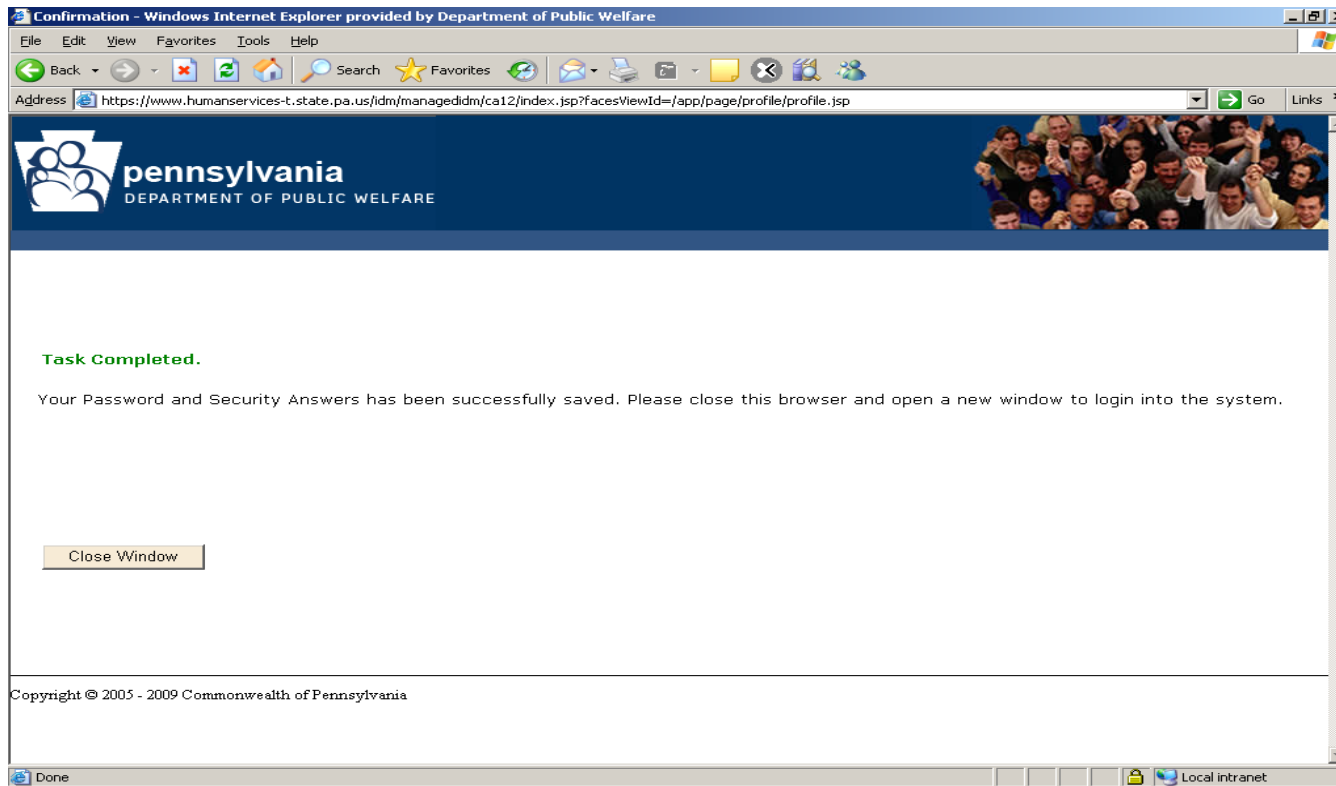 Confirmation - Windows Internet Explorer provided by Department of Public Welfare
File Edit View Favorites Tools Help
Back Search Favorites
Address https://www.humanservices-t.state.pa.us/idm/managedidm/ca12/index.jsp?facesViewId=/app/page/profile/profile.jsp Go Links
pennsylvania
DEPARTMENT OF PUBLIC WELFARE
Task Completed.
Your Password and Security Answers has been successfully saved. Please close this browser and open a new window to login into the system.
Close Window
Copyright © 2005 - 2009 Commonwealth of Pennsylvania
Done Local intranet